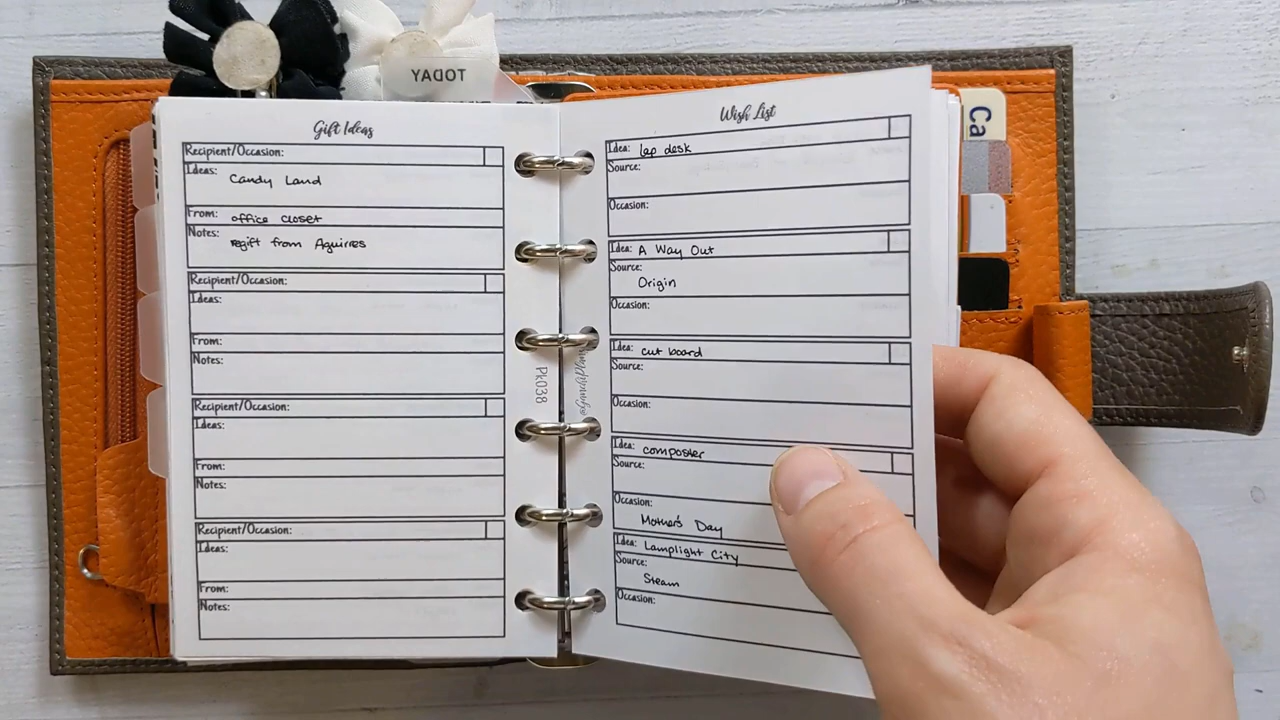 TODAY
Ca
Gift Ideas
Recipient/Occasion:
Ideas: Candy Land
From: office closet
Notes: regift from Aguirres
Recipient/Occasion:
Ideas:
From:
Notes:
Recipient/Occasion:
Ideas:
From:
Notes:
Recipient/Occasion:
Ideas:
From:
Notes:
PK038
Wish List
Idea: lap desk
Source:
Occasion:
Idea: A Way Out
Source:
Origin
Occasion:
Idea: cut board
Source:
Occasion:
Idea: composter
Source:
Occasion:
Mother's Day
Idea: Lamplight City
Source:
Steam
Occasion: